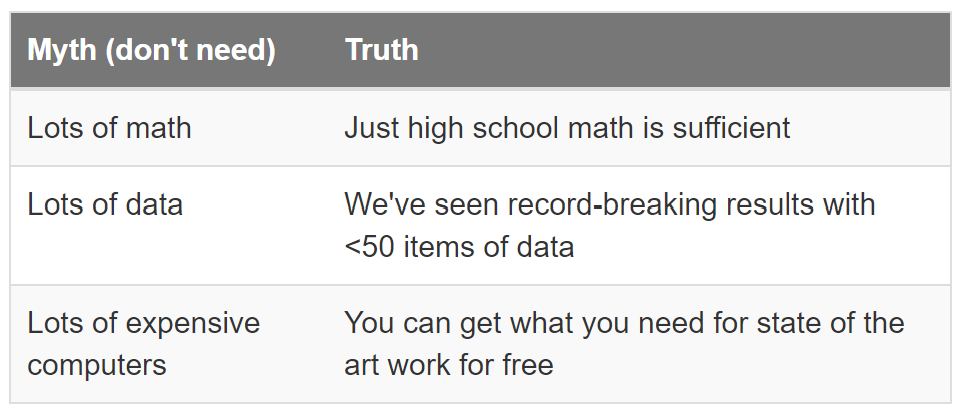 Myth (don't need)
Truth
Lots of math
Just high school math is sufficient
Lots of data
We've seen record-breaking results with
<50 items of data
Lots of expensive
computers
You can get what you need for state of the
art work for free